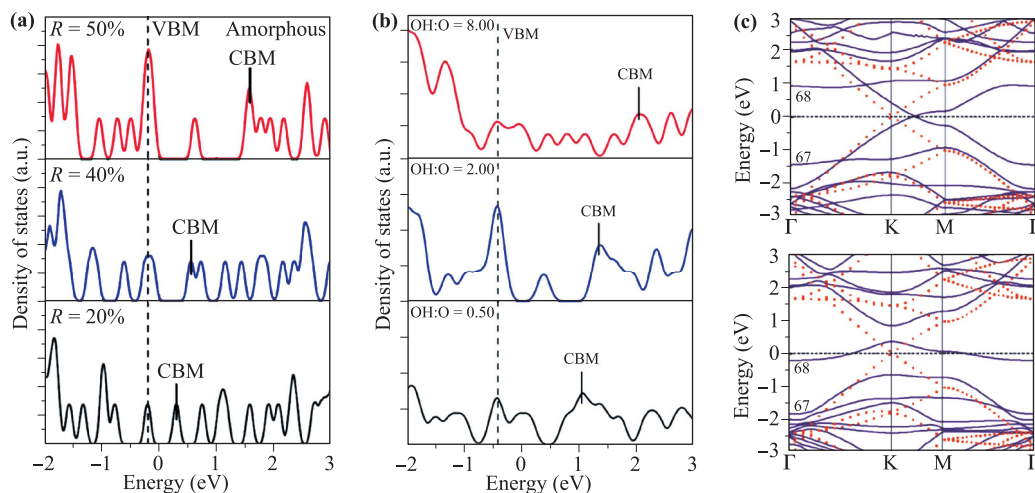 (a)
R = 50%
VBM
Amorphous
CBM
R = 40%
CBM
R = 20%
CBM
Density of states (a.u.)
−2 −1 0 1 2 3
Energy (eV)
(b)
OH:O = 8.00
VBM
CBM
OH:O = 2.00
CBM
OH:O = 0.50
CBM
Density of states (a.u.)
−2 −1 0 1 2 3
Energy (eV)
(c)
3
2
1
0
−1
−2
−3
Energy (eV)
68
67
Γ K M Γ
3
2
1
0
−1
−2
−3
Energy (eV)
68
67
Γ K M Γ